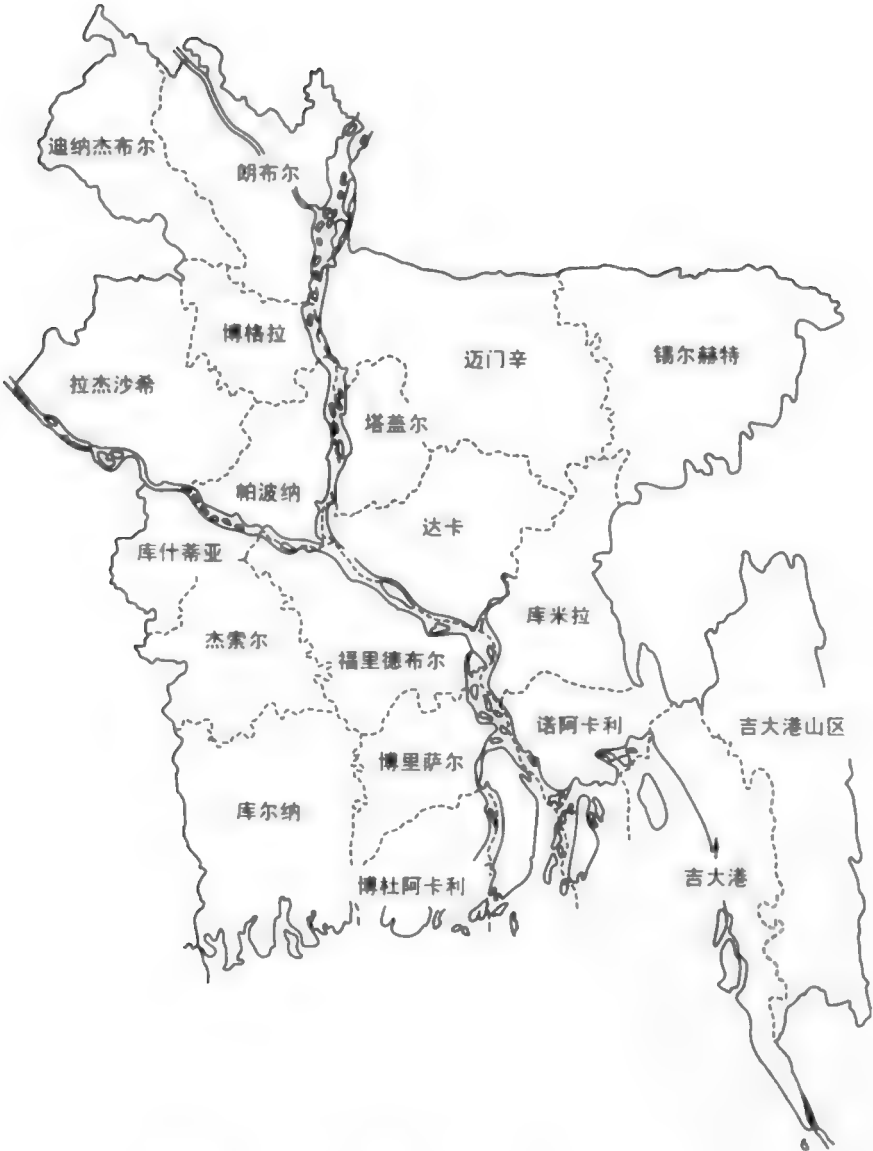 迪纳杰布尔
朗布尔
博格拉
迈门辛
锡尔赫特
拉杰沙希
塔盖尔
帕波纳
达卡
库什蒂亚
库米拉
杰索尔
福里德布尔
诺阿卡利
吉大港山区
博里萨尔
库尔纳
吉大港
博杜阿卡利